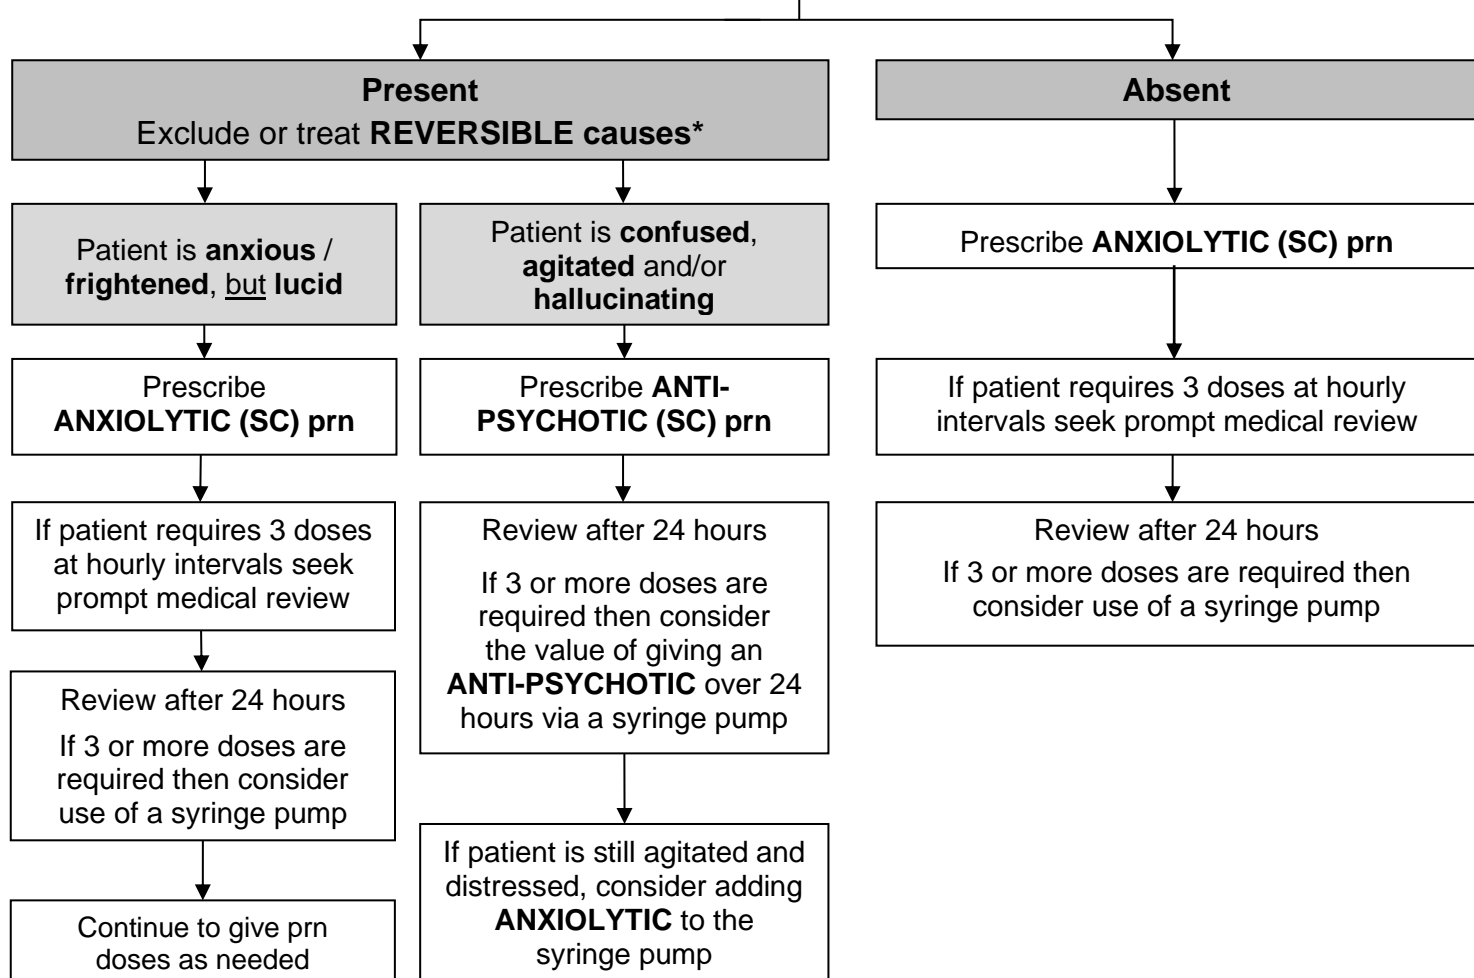 Present
Exclude or treat REVERSIBLE causes*
Absent
Patient is anxious /
frightened, but lucid
Patient is confused,
agitated and/or
hallucinating
Prescribe ANXIOLYTIC (SC) prn
Prescribe
ANXIOLYTIC (SC) prn
Prescribe ANTI-
PSYCHOTIC (SC) prn
If patient requires 3 doses at hourly
intervals seek prompt medical review
If patient requires 3 doses
at hourly intervals seek
prompt medical review
Review after 24 hours
If 3 or more doses are
required then consider
the value of giving an
ANTI-PSYCHOTIC over 24
hours via a syringe pump
Review after 24 hours
If 3 or more doses are required then
consider use of a syringe pump
Review after 24 hours
If 3 or more doses are
required then consider
use of a syringe pump
If patient is still agitated and
distressed, consider adding
ANXIOLYTIC to the
syringe pump
Continue to give prn
doses as needed